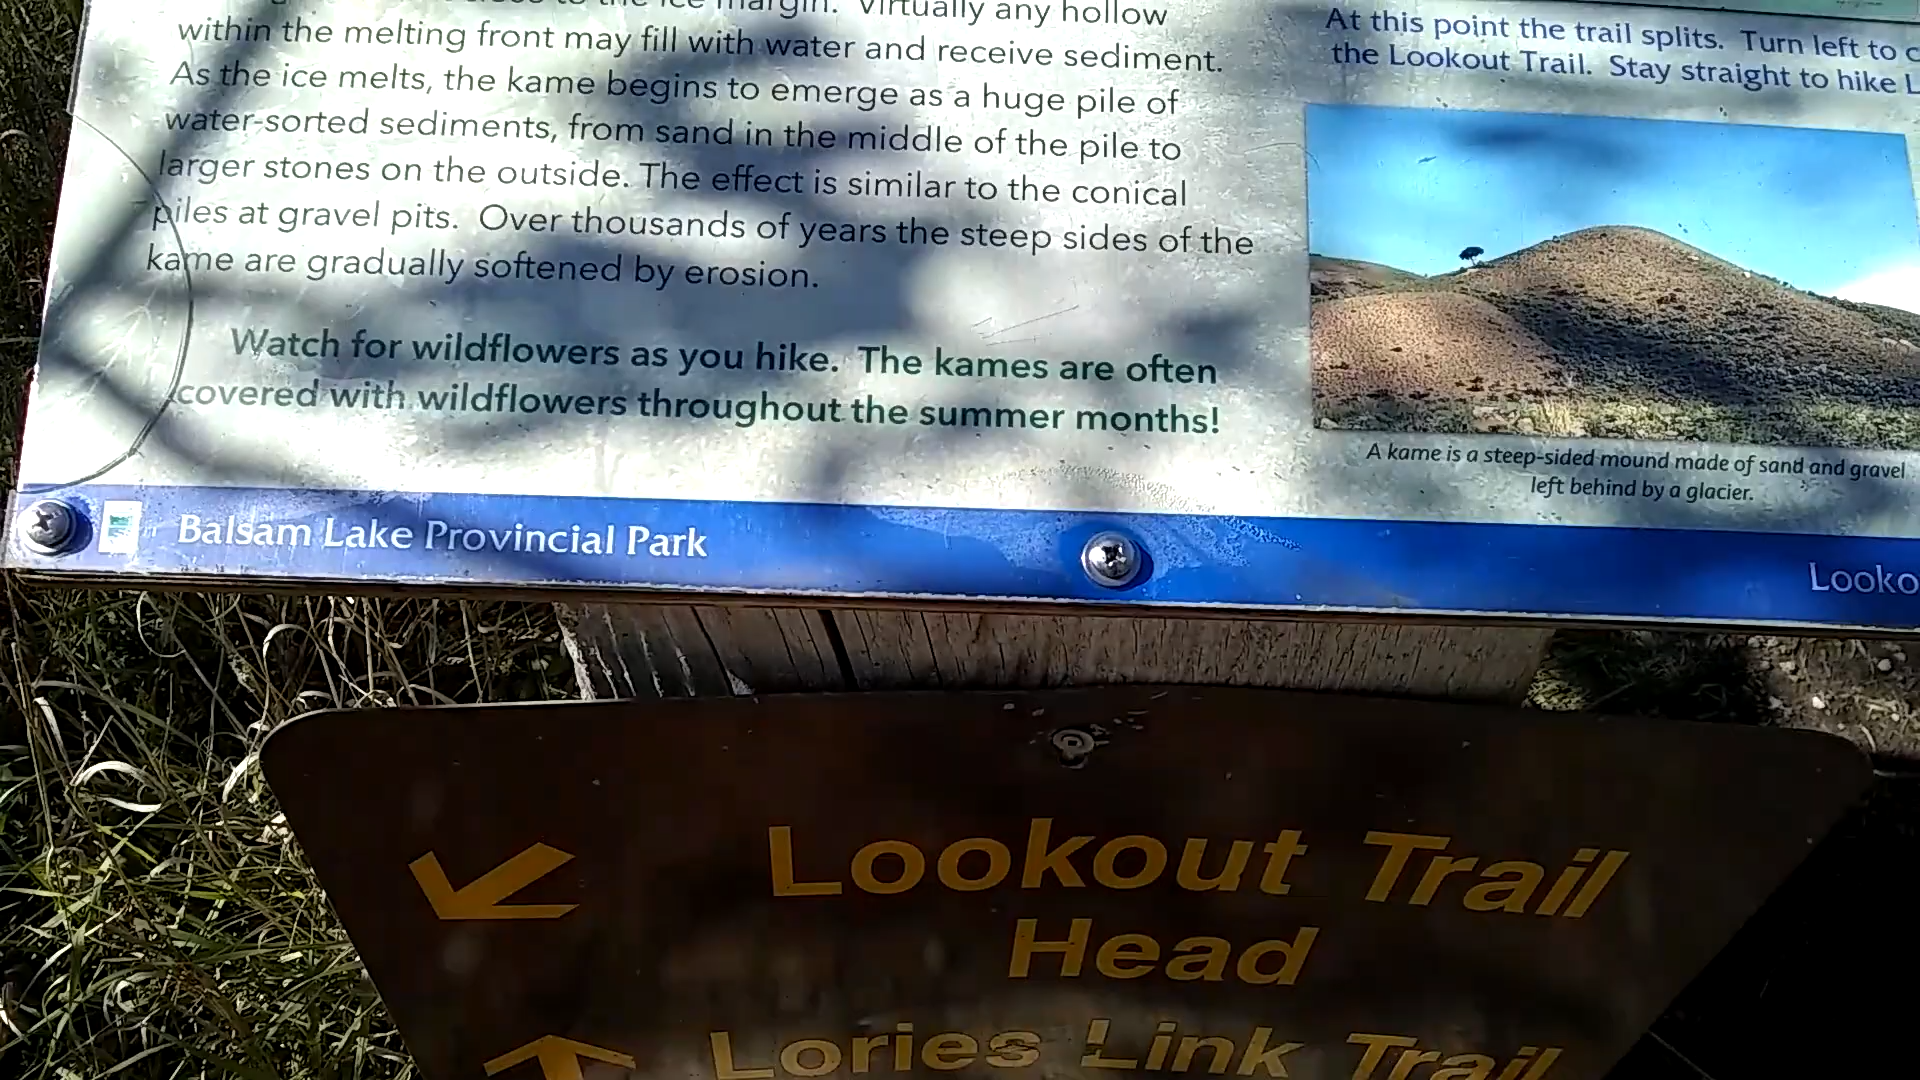 the ice margin. Virtually any hollow
within the melting front may fill with water and receive sediment.
As the ice melts, the kame begins to emerge as a huge pile of
water-sorted sediments, from sand in the middle of the pile to
larger stones on the outside. The effect is similar to the conical
piles at gravel pits. Over thousands of years the steep sides of the
kame are gradually softened by erosion.
Watch for wildflowers as you hike. The kames are often
covered with wildflowers throughout the summer months!
At this point the trail splits. Turn left to
the Lookout Trail. Stay straight to hike
A kame is a steep-sided mound made of sand and gravel
left behind by a glacier.
Balsam Lake Provincial Park
Lookout Trail
Head
Lories Link Trail